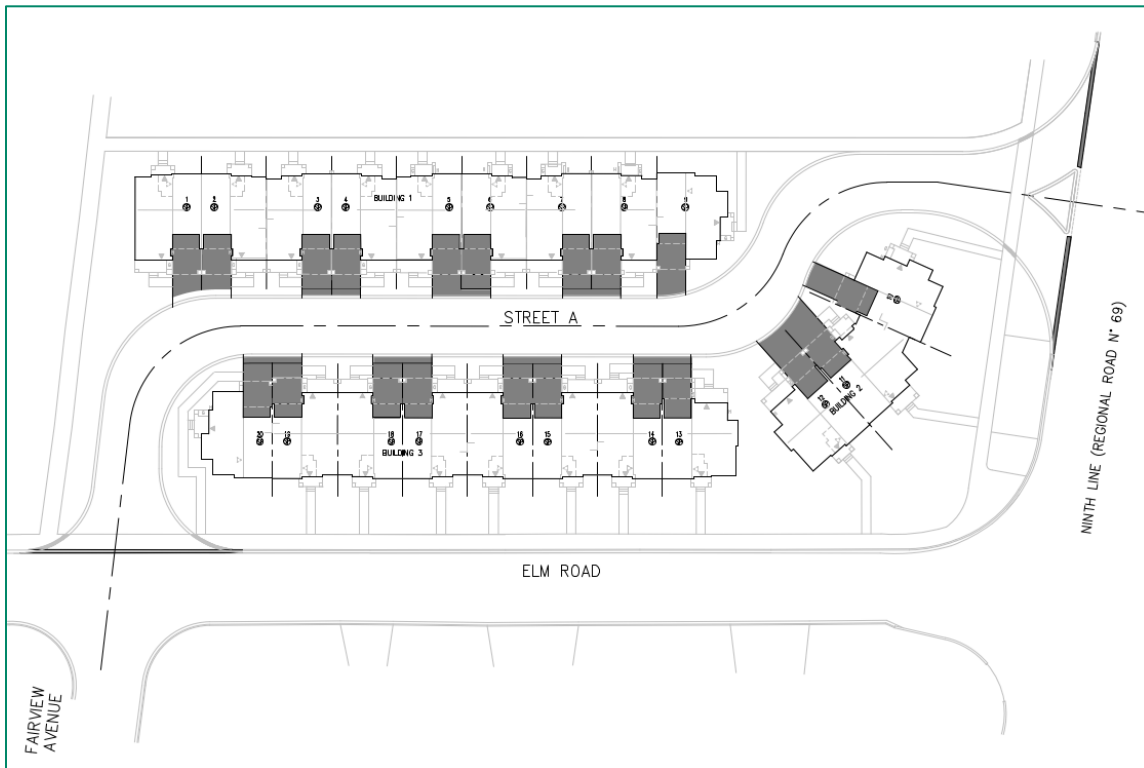 1 2 3 4 BUILDING 1 5 6 7 8 9
STREET A
11
12
BUILDING 2
20 19 18 17 16 15 14 13
BUILDING 3
ELM ROAD
NINTH LINE (REGIONAL ROAD N° 69)
FAIRVIEW
AVENUE